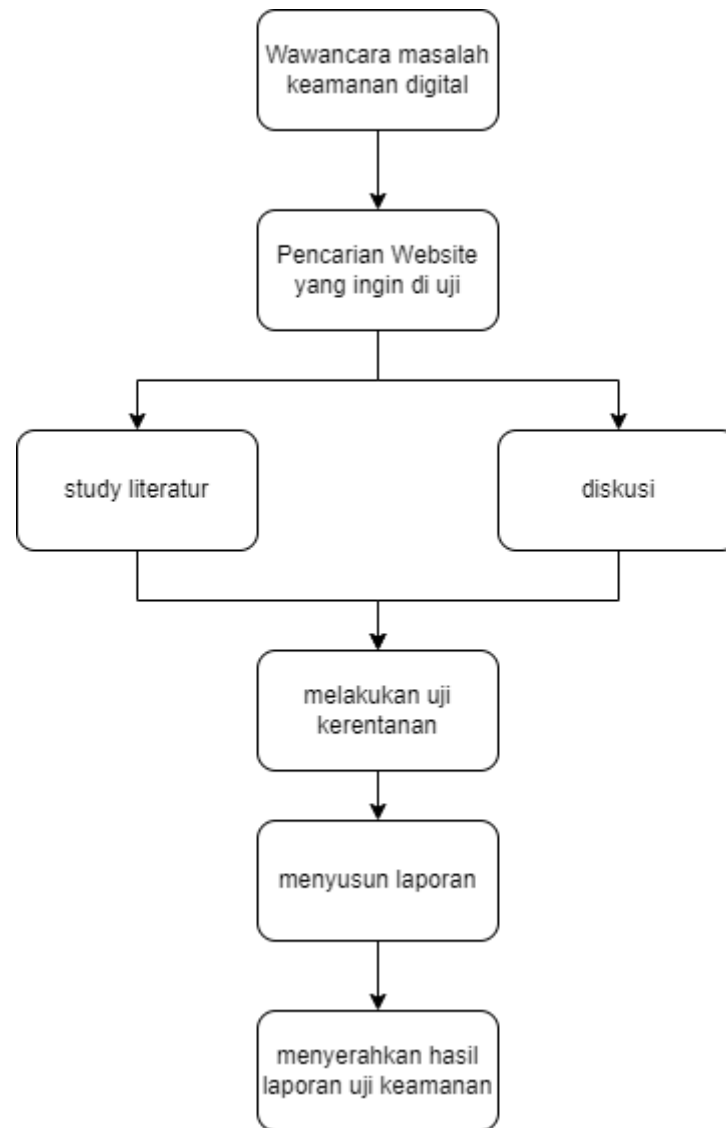 Wawancara masalah
keamanan digital
Pencarian Website
yang ingin di uji
study literatur
diskusi
melakukan uji
kerentanan
menyusun laporan
menyerahkan hasil
laporan uji keamanan